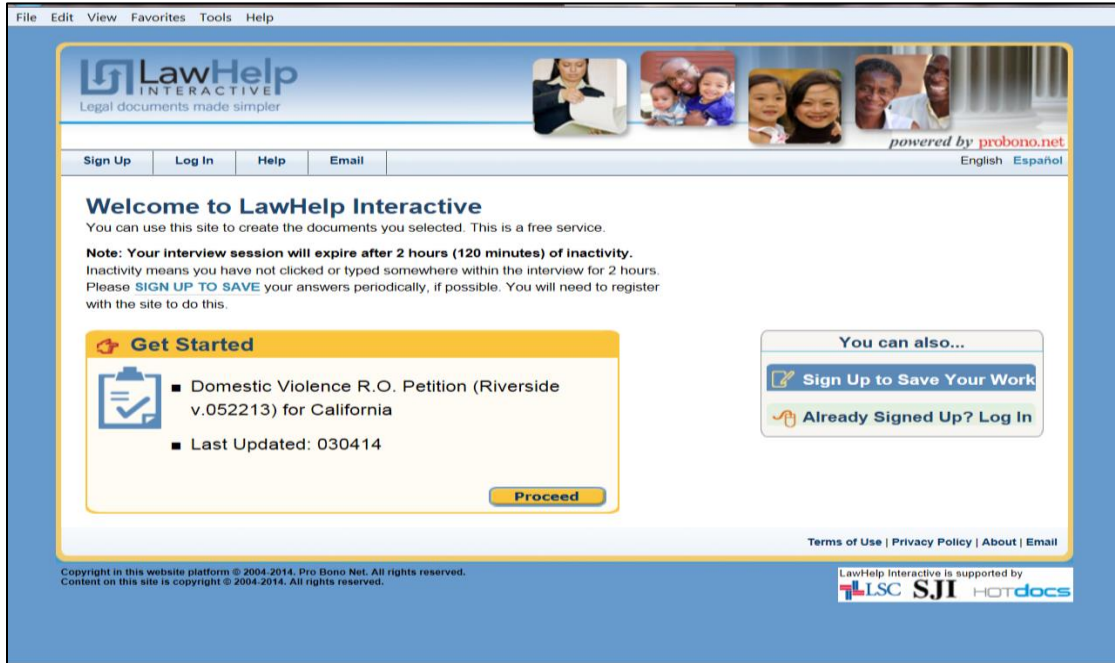 File Edit View Favorites Tools Help
LawHelp
INTERACTIVE
Legal documents made simpler
powered by probono.net
Sign Up Log In Help Email
English Español
Welcome to LawHelp Interactive
You can use this site to create the documents you selected. This is a free service.
Note: Your interview session will expire after 2 hours (120 minutes) of inactivity.
Inactivity means you have not clicked or typed somewhere within the interview for 2 hours.
Please SIGN UP TO SAVE your answers periodically, if possible. You will need to register
with the site to do this.
Get Started
■ Domestic Violence R.O. Petition (Riverside
v.052213) for California
■ Last Updated: 030414
Proceed
You can also...
Sign Up to Save Your Work
Already Signed Up? Log In
Terms of Use | Privacy Policy | About | Email
Copyright in this website platform © 2004-2014. Pro Bono Net. All rights reserved.
Content on this site is copyright © 2004-2014. All rights reserved.
LawHelp Interactive is supported by
LSC SJI HOTdocs